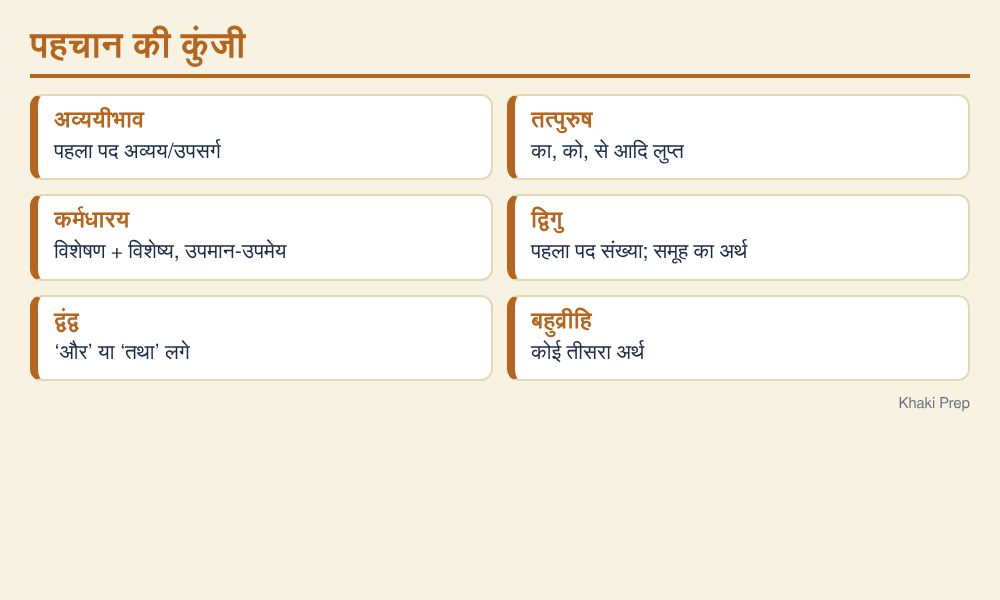 पहचान की कुंजी
अव्ययीभाव
पहला पद अव्यय/उपसर्ग
तत्पुरुष
का, को, से आदि लुप्त
कर्मधारय
विशेषण + विशेष्य, उपमान-उपमेय
द्विगु
पहला पद संख्या; समूह का अर्थ
द्वंद्व
‘और’ या ‘तथा’ लगे
बहुव्रीहि
कोई तीसरा अर्थ
Khaki Prep